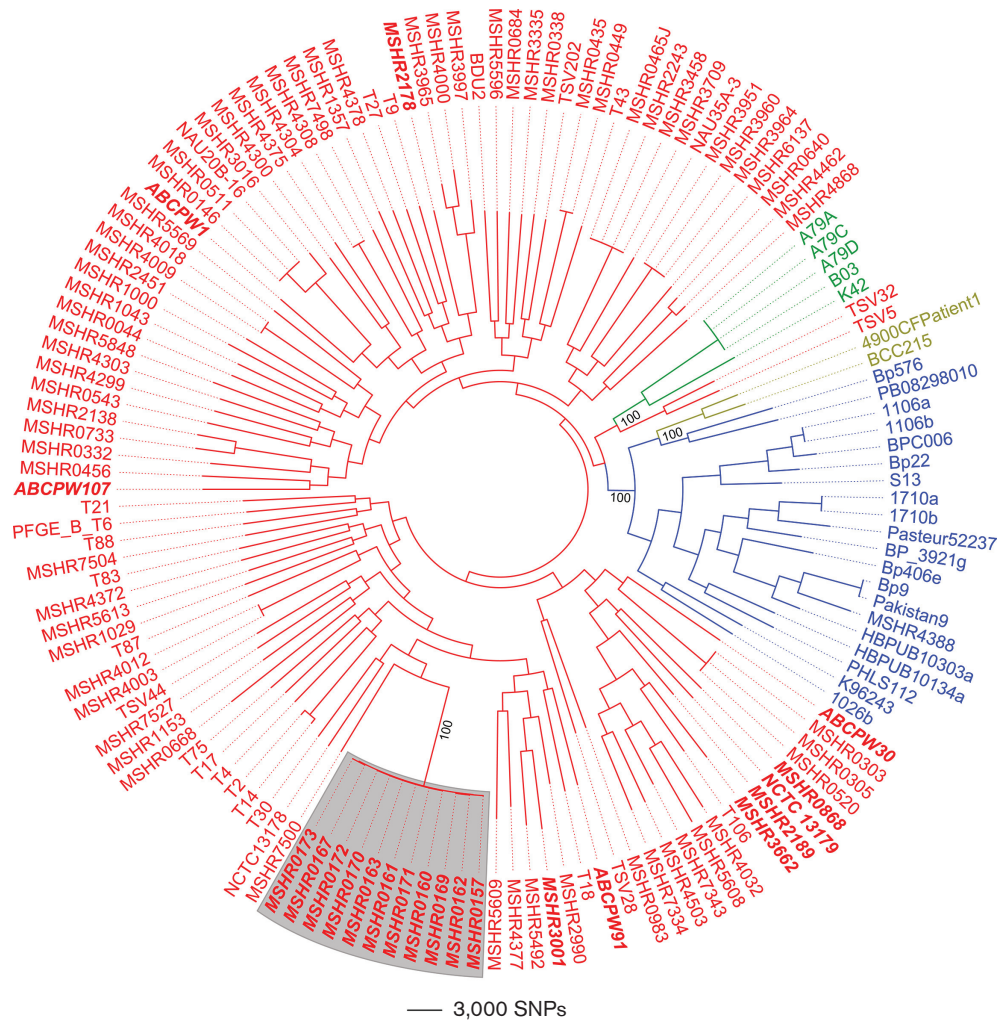 MSHR2178
MSHR3965
MSHR4000
MSHR3997
BDU2
MSHR5596
MSHR0684
MSHR3335
MSHR0338
TSV202
MSHR0435
MSHR0449
T43
MSHR0465J
MSHR2243
MSHR3458
MSHR3709
NAU35A-3
MSHR3951
MSHR3960
MSHR3964
MSHR6137
MSHR0640
MSHR4462
MSHR4868
A79A
A79C
A79D
B03
K42
TSV32
TSV5
4900CFPatient1
BCC215
Bp576
PB08298010
1106a
1106b
BPC006
Bp22
S13
1710a
1710b
Pasteur52237
BP_3921g
Bp406e
Bp9
Pakistan9
MSHR4388
HBPUB10303a
HBPUB10134a
PHLS112
K96243
1026b
ABCPW30
MSHR0303
MSHR0305
MSHR0520
MSHR0868
NCTC 13179
MSHR2189
MSHR3662
T106
MSHR4032
MSHR5608
MSHR7343
MSHR4503
MSHR7334
MSHR0983
TSV28
ABCPW91
T18
MSHR2990
MSHR3001
MSHR5492
MSHR4377
MSHR5609
MSHR0157
MSHR0162
MSHR0169
MSHR0160
MSHR0171
MSHR0161
MSHR0163
MSHR0170
MSHR0172
MSHR0167
MSHR0773
MSHR7500
NCTC13178
T30
T14
T42
T17
T75
MSHR0668
MSHR1153
MSHR7527
TSV44
MSHR4003
MSHR4012
T87
MSHR1029
MSHR5613
MSHR4372
T83
MSHR7504
T88
PFGE_B_T6
T21
ABCPW107
MSHR0456
MSHR0332
MSHR0733
MSHR2138
MSHR0543
MSHR4299
MSHR4303
MSHR5848
MSHR0044
MSHR1043
MSHR1000
MSHR2451
MSHR4009
MSHR4018
MSHR5569
ABCPW1
MSHR0146
MSHR0511
MSHR3016
NAU20B-16
MSHR4300
MSHR4375
MSHR4304
MSHR4308
MSHR7498
MSHR1357
MSHR4378
T27
T9
100
100
100
100
3,000 SNPs